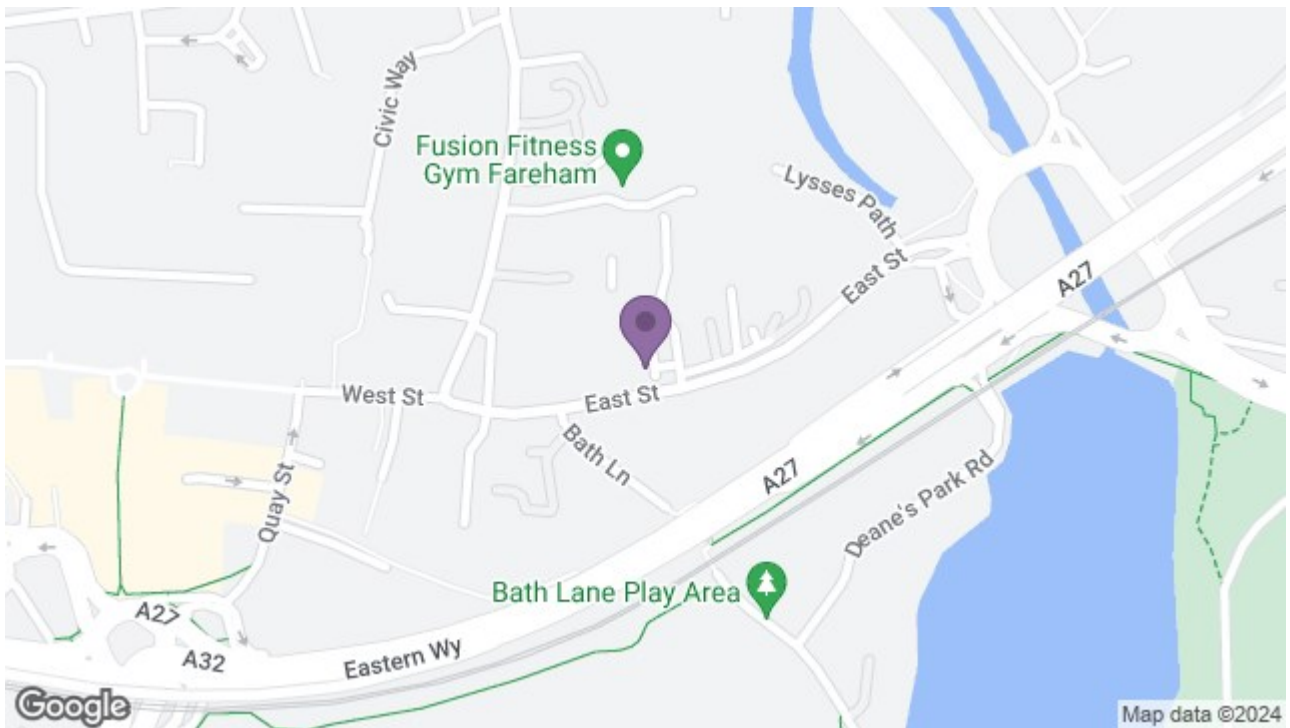 Civic Way
Fusion Fitness
Gym Fareham
Lysses Path
East St
A27
West St
East St
Bath Ln
A27
Quay St
Deane's Park Rd
Bath Lane Play Area
A27
A32
Eastern Wy
Google
Map data ©2024